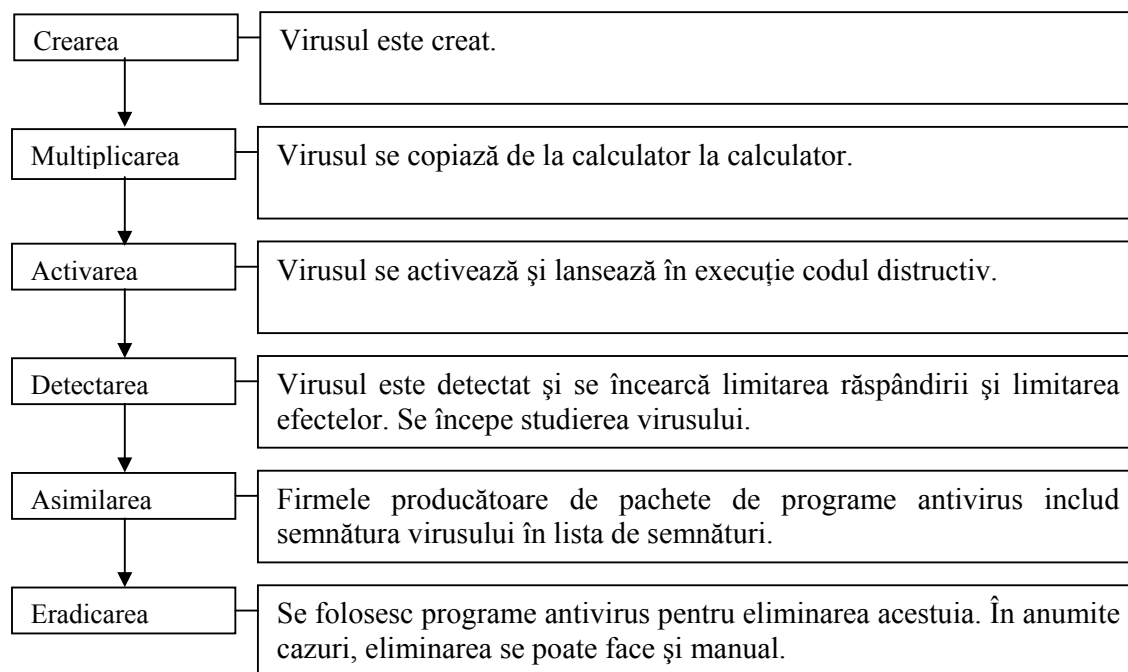 Crearea
Virusul este creat.
Multiplicarea
Virusul se copiază de la calculator la calculator.
Activarea
Virusul se activează şi lansează în execuție codul distructiv.
Detectarea
Virusul este detectat şi se încearcă limitarea răspândirii şi limitarea
efectelor. Se începe studierea virusului.
Asimilarea
Firmele producătoare de pachete de programe antivirus includ
semnătura virusului în lista de semnături.
Eradicarea
Se folosesc programe antivirus pentru eliminarea acestuia. În anumite
cazuri, eliminarea se poate face şi manual.